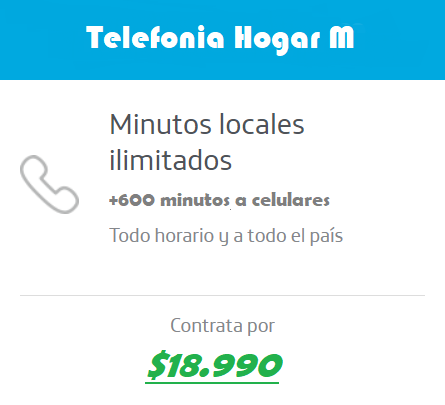 Telefonia Hogar M
Minutos locales
ilimitados
+600 minutos a celulares
Todo horario y a todo el país
Contrata por
$18.990